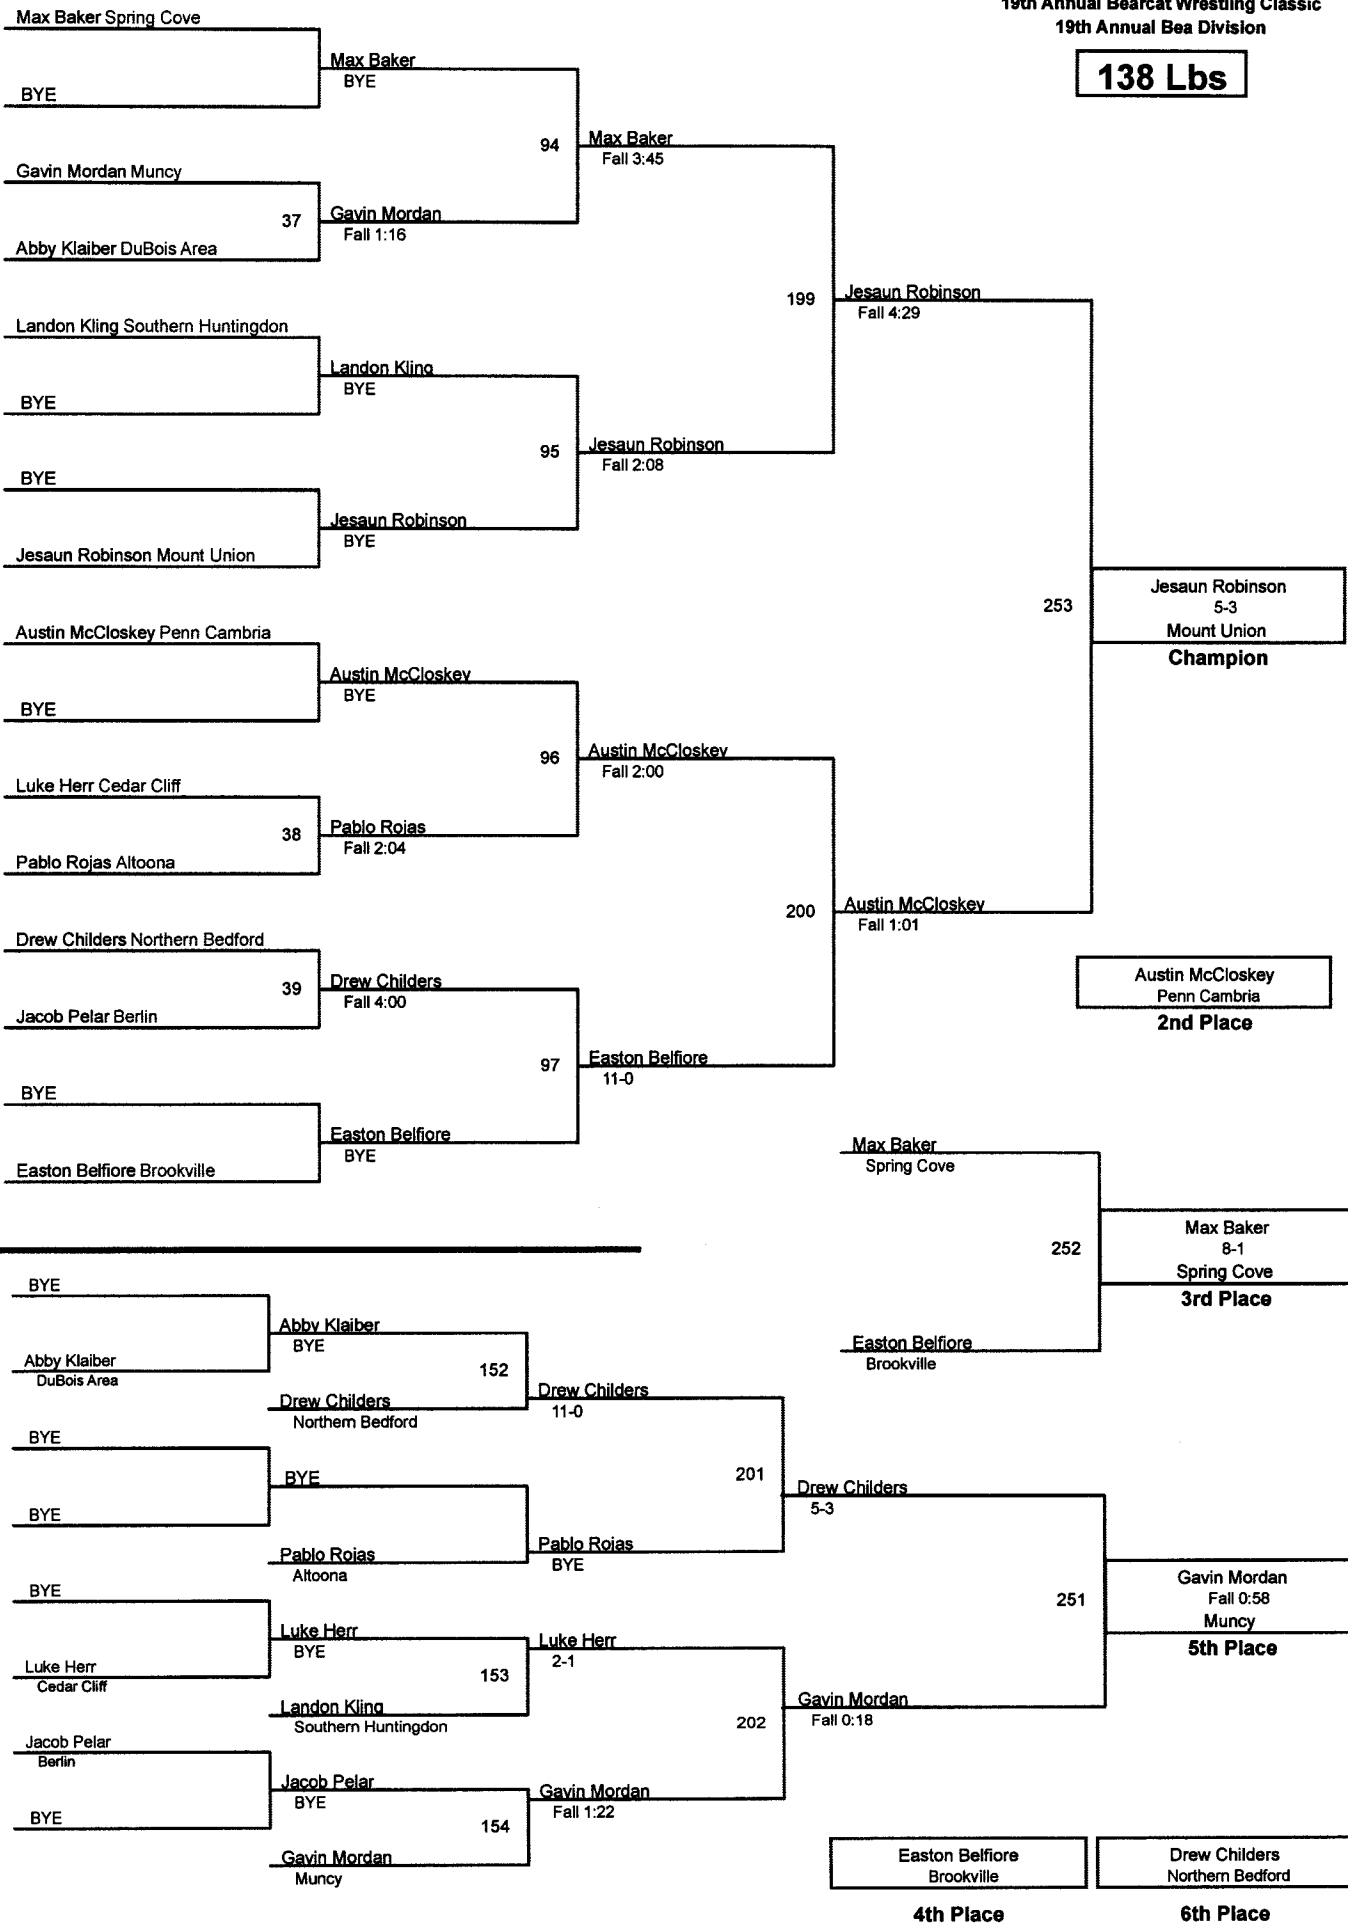 19th Annual Bearcat Wrestling Classic
19th Annual Bea Division
138 Lbs
Max Baker Spring Cove
BYE
Max Baker
BYE
Gavin Mordan Muncy
Abby Klaiber DuBois Area
37
Gavin Mordan
Fall 1:16
94
Max Baker
Fall 3:45
Landon Kling Southern Huntingdon
BYE
Landon Kling
BYE
BYE
Jesaun Robinson Mount Union
Jesaun Robinson
BYE
95
Jesaun Robinson
Fall 2:08
199
Jesaun Robinson
Fall 4:29
Austin McCloskey Penn Cambria
BYE
Austin McCloskey
BYE
Luke Herr Cedar Cliff
Pablo Rojas Altoona
38
Pablo Rojas
Fall 2:04
96
Austin McCloskey
Fall 2:00
Drew Childers Northern Bedford
Jacob Pelar Berlin
39
Drew Childers
Fall 4:00
BYE
Easton Belfiore Brookville
Easton Belfiore
BYE
97
Easton Belfiore
11-0
200
Austin McCloskey
Fall 1:01
253
Jesaun Robinson
5-3
Mount Union
Champion
Austin McCloskey
Penn Cambria
2nd Place
Max Baker
Spring Cove
Easton Belfiore
Brookville
252
Max Baker
8-1
Spring Cove
3rd Place
BYE
Abby Klaiber
DuBois Area
Abby Klaiber
BYE
Drew Childers
Northern Bedford
152
Drew Childers
11-0
BYE
BYE
BYE
Pablo Rojas
Altoona
Pablo Rojas
BYE
201
Drew Childers
5-3
BYE
Luke Herr
Cedar Cliff
Luke Herr
BYE
Landon Kling
Southern Huntingdon
153
Luke Herr
2-1
Jacob Pelar
Berlin
BYE
Jacob Pelar
BYE
Gavin Mordan
Muncy
154
Gavin Mordan
Fall 1:22
202
Gavin Mordan
Fall 0:18
251
Gavin Mordan
Fall 0:58
Muncy
5th Place
Easton Belfiore
Brookville
4th Place
Drew Childers
Northern Bedford
6th Place